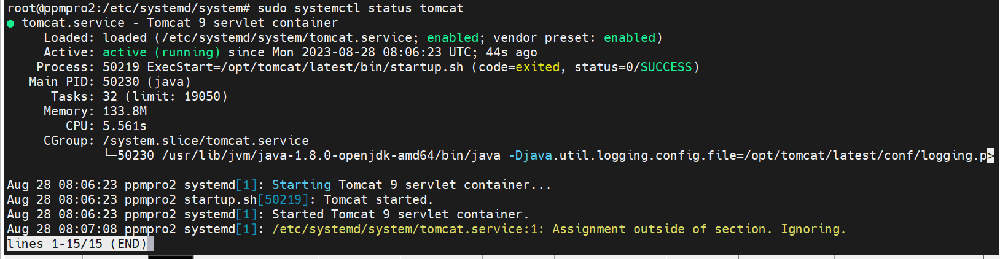 root@ppmpro2:/etc/systemd/system# sudo systemctl status tomcat
● tomcat.service - Tomcat 9 servlet container
Loaded: loaded (/etc/systemd/system/tomcat.service; enabled; vendor preset: enabled)
Active: active (running) since Mon 2023-08-28 08:06:23 UTC; 44s ago
Process: 50219 ExecStart=/opt/tomcat/latest/bin/startup.sh (code=exited, status=0/SUCCESS)
Main PID: 50230 (java)
Tasks: 32 (limit: 19050)
Memory: 133.8M
CPU: 5.561s
CGroup: /system.slice/tomcat.service
└─50230 /usr/lib/jvm/java-1.8.0-openjdk-amd64/bin/java -Djava.util.logging.config.file=/opt/tomcat/latest/conf/logging.p>
Aug 28 08:06:23 ppmpro2 systemd[1]: Starting Tomcat 9 servlet container...
Aug 28 08:06:23 ppmpro2 startup.sh[50219]: Tomcat started.
Aug 28 08:06:23 ppmpro2 systemd[1]: Started Tomcat 9 servlet container.
Aug 28 08:07:08 ppmpro2 systemd[1]: /etc/systemd/system/tomcat.service:1: Assignment outside of section. Ignoring.
lines 1-15/15 (END)